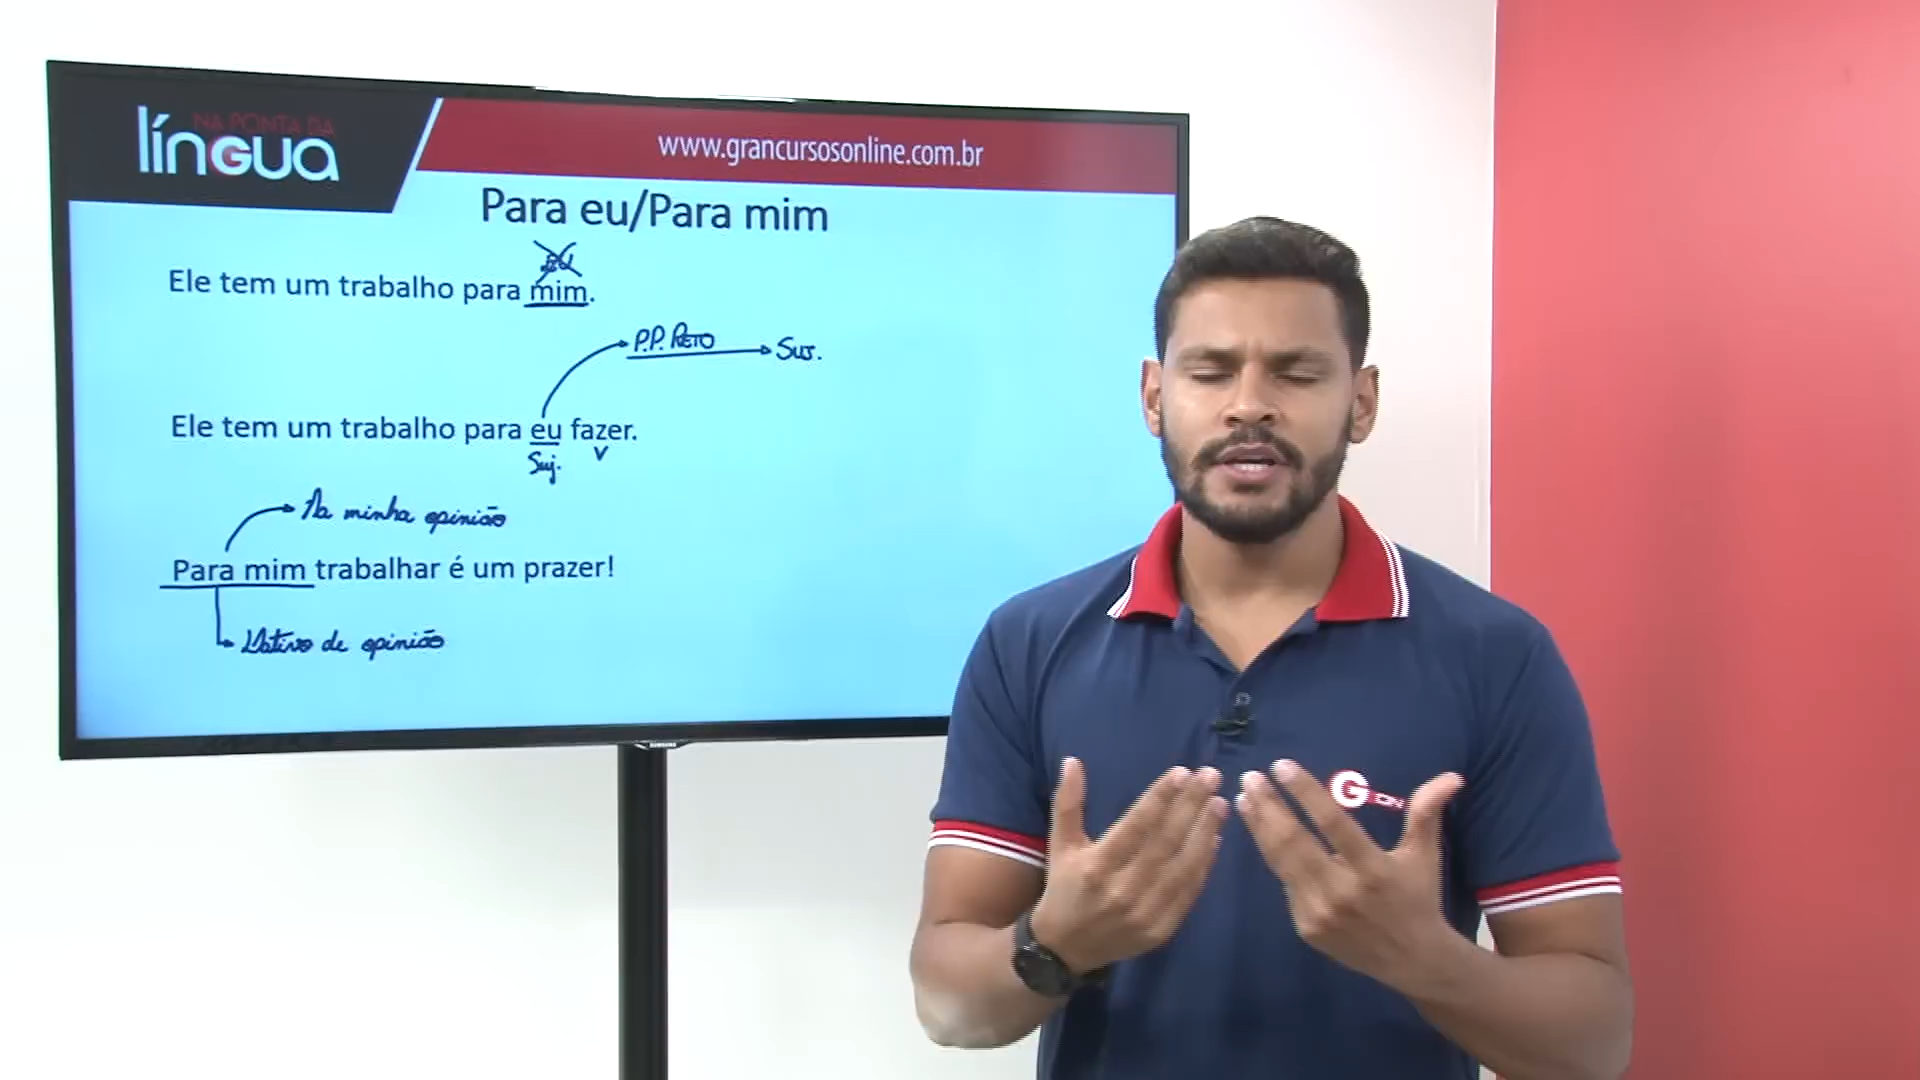 NA PONTA DA
línGUA
www.grancursosonline.com.br
Para eu/Para mim
EU
Ele tem um trabalho para mim.
P.P. RETO
SUJ.
Ele tem um trabalho para eu fazer.
Suj.
V
Na minha opinião
Para mim trabalhar é um prazer!
Dativo de opinião
SAMSUNG
G